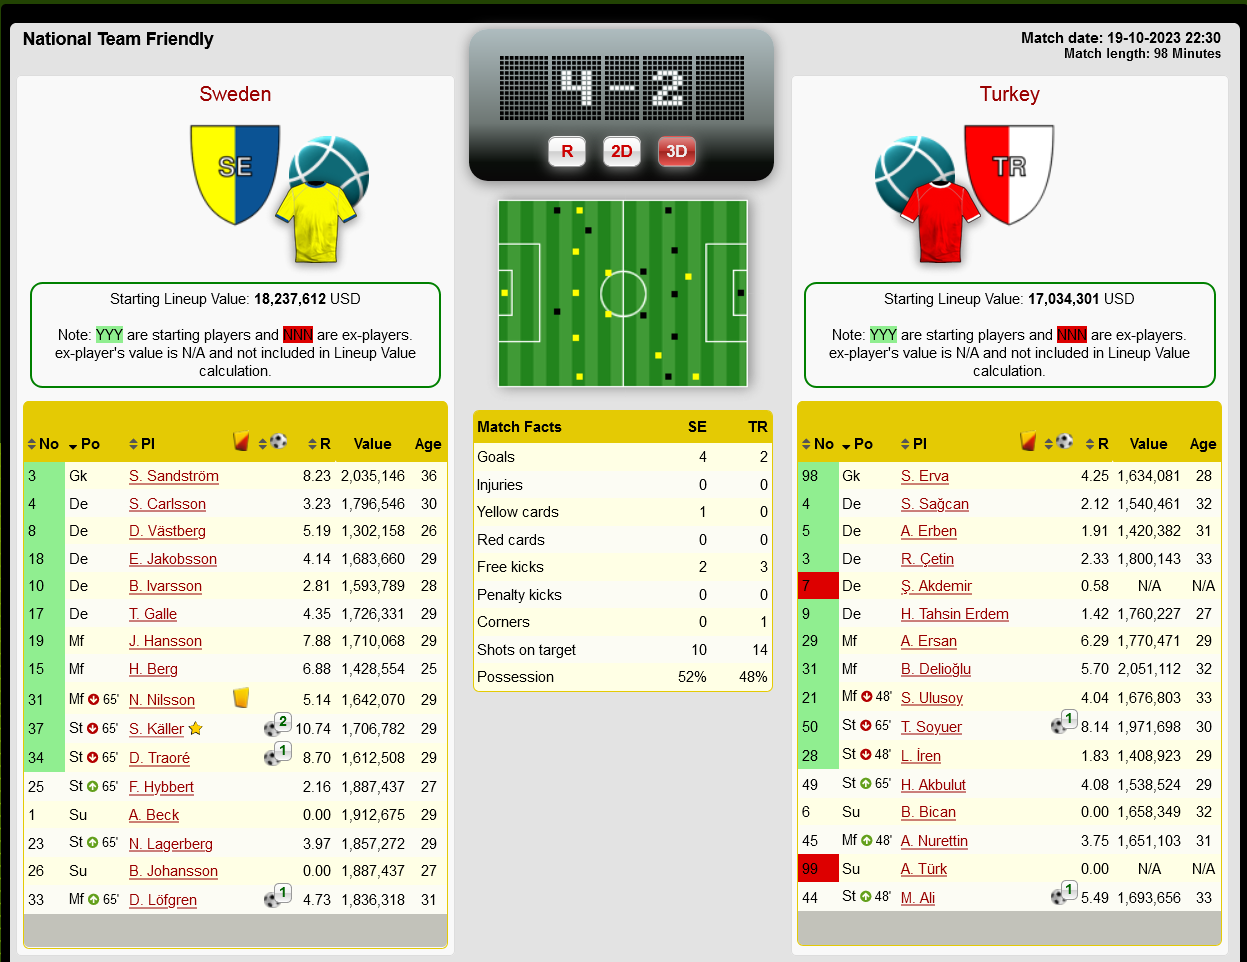 National Team Friendly
Match date: 19-10-2023 22:30
Match length: 98 Minutes
4-2
R 2D 3D
Sweden
SE
Starting Lineup Value: 18,237,612 USD
Note: YYY are starting players and NNN are ex-players.
ex-player's value is N/A and not included in Lineup Value
calculation.
No Po Pl R Value Age
3 Gk S. Sandström 8.23 2,035,146 36
4 De S. Carlsson 3.23 1,796,546 30
8 De D. Västberg 5.19 1,302,158 26
18 De E. Jakobsson 4.14 1,683,660 29
10 De B. Ivarsson 2.81 1,593,789 28
17 De T. Galle 4.35 1,726,331 29
19 Mf J. Hansson 7.88 1,710,068 29
15 Mf H. Berg 6.88 1,428,554 25
31 Mf 65' N. Nilsson 5.14 1,642,070 29
37 St 65' S. Käller 2 10.74 1,706,782 29
34 St 65' D. Traoré 1 8.70 1,612,508 29
25 St 65' F. Hybbert 2.16 1,887,437 27
1 Su A. Beck 0.00 1,912,675 29
23 St 65' N. Lagerberg 3.97 1,857,272 29
26 Su B. Johansson 0.00 1,887,437 27
33 Mf 65' D. Löfgren 1 4.73 1,836,318 31
Match Facts SE TR
Goals 4 2
Injuries 0 0
Yellow cards 1 0
Red cards 0 0
Free kicks 2 3
Penalty kicks 0 0
Corners 0 1
Shots on target 10 14
Possession 52% 48%
Turkey
TR
Starting Lineup Value: 17,034,301 USD
Note: YYY are starting players and NNN are ex-players.
ex-player's value is N/A and not included in Lineup Value
calculation.
No Po Pl R Value Age
98 Gk S. Erva 4.25 1,634,081 28
4 De S. Sağcan 2.12 1,540,461 32
5 De A. Erben 1.91 1,420,382 31
3 De R. Çetin 2.33 1,800,143 33
7 De Ş. Akdemir 0.58 N/A N/A
9 De H. Tahsin Erdem 1.42 1,760,227 27
29 Mf A. Ersan 6.29 1,770,471 29
31 Mf B. Delioğlu 5.70 2,051,112 32
21 Mf 48' S. Ulusoy 4.04 1,676,803 33
50 St 65' T. Soyuer 1 8.14 1,971,698 30
28 St 48' L. İren 1.83 1,408,923 29
49 St 65' H. Akbulut 4.08 1,538,524 29
6 Su B. Bican 0.00 1,658,349 32
45 Mf 48' A. Nurettin 3.75 1,651,103 31
99 Su A. Türk 0.00 N/A N/A
44 St 48' M. Ali 1 5.49 1,693,656 33